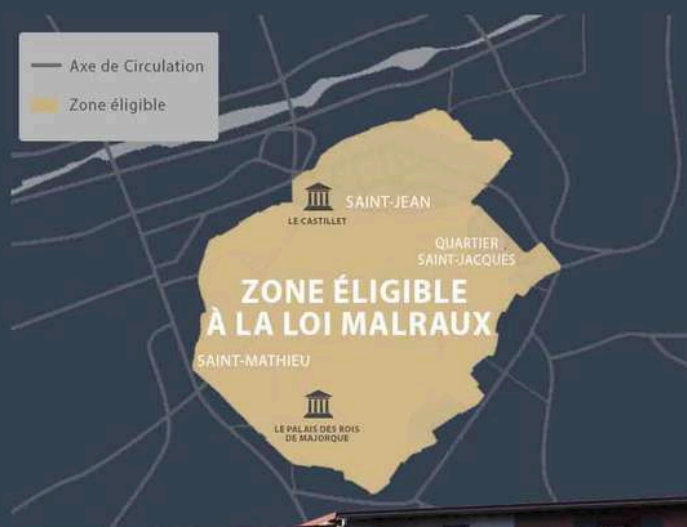 Axe de Circulation
Zone éligible
SAINT-JEAN
LE CASTILLET
QUARTIER
SAINT-JACQUES
ZONE ÉLIGIBLE
À LA LOI MALRAUX
SAINT-MATHIEU
LE PALAIS DES ROIS
DE MAJORQUE